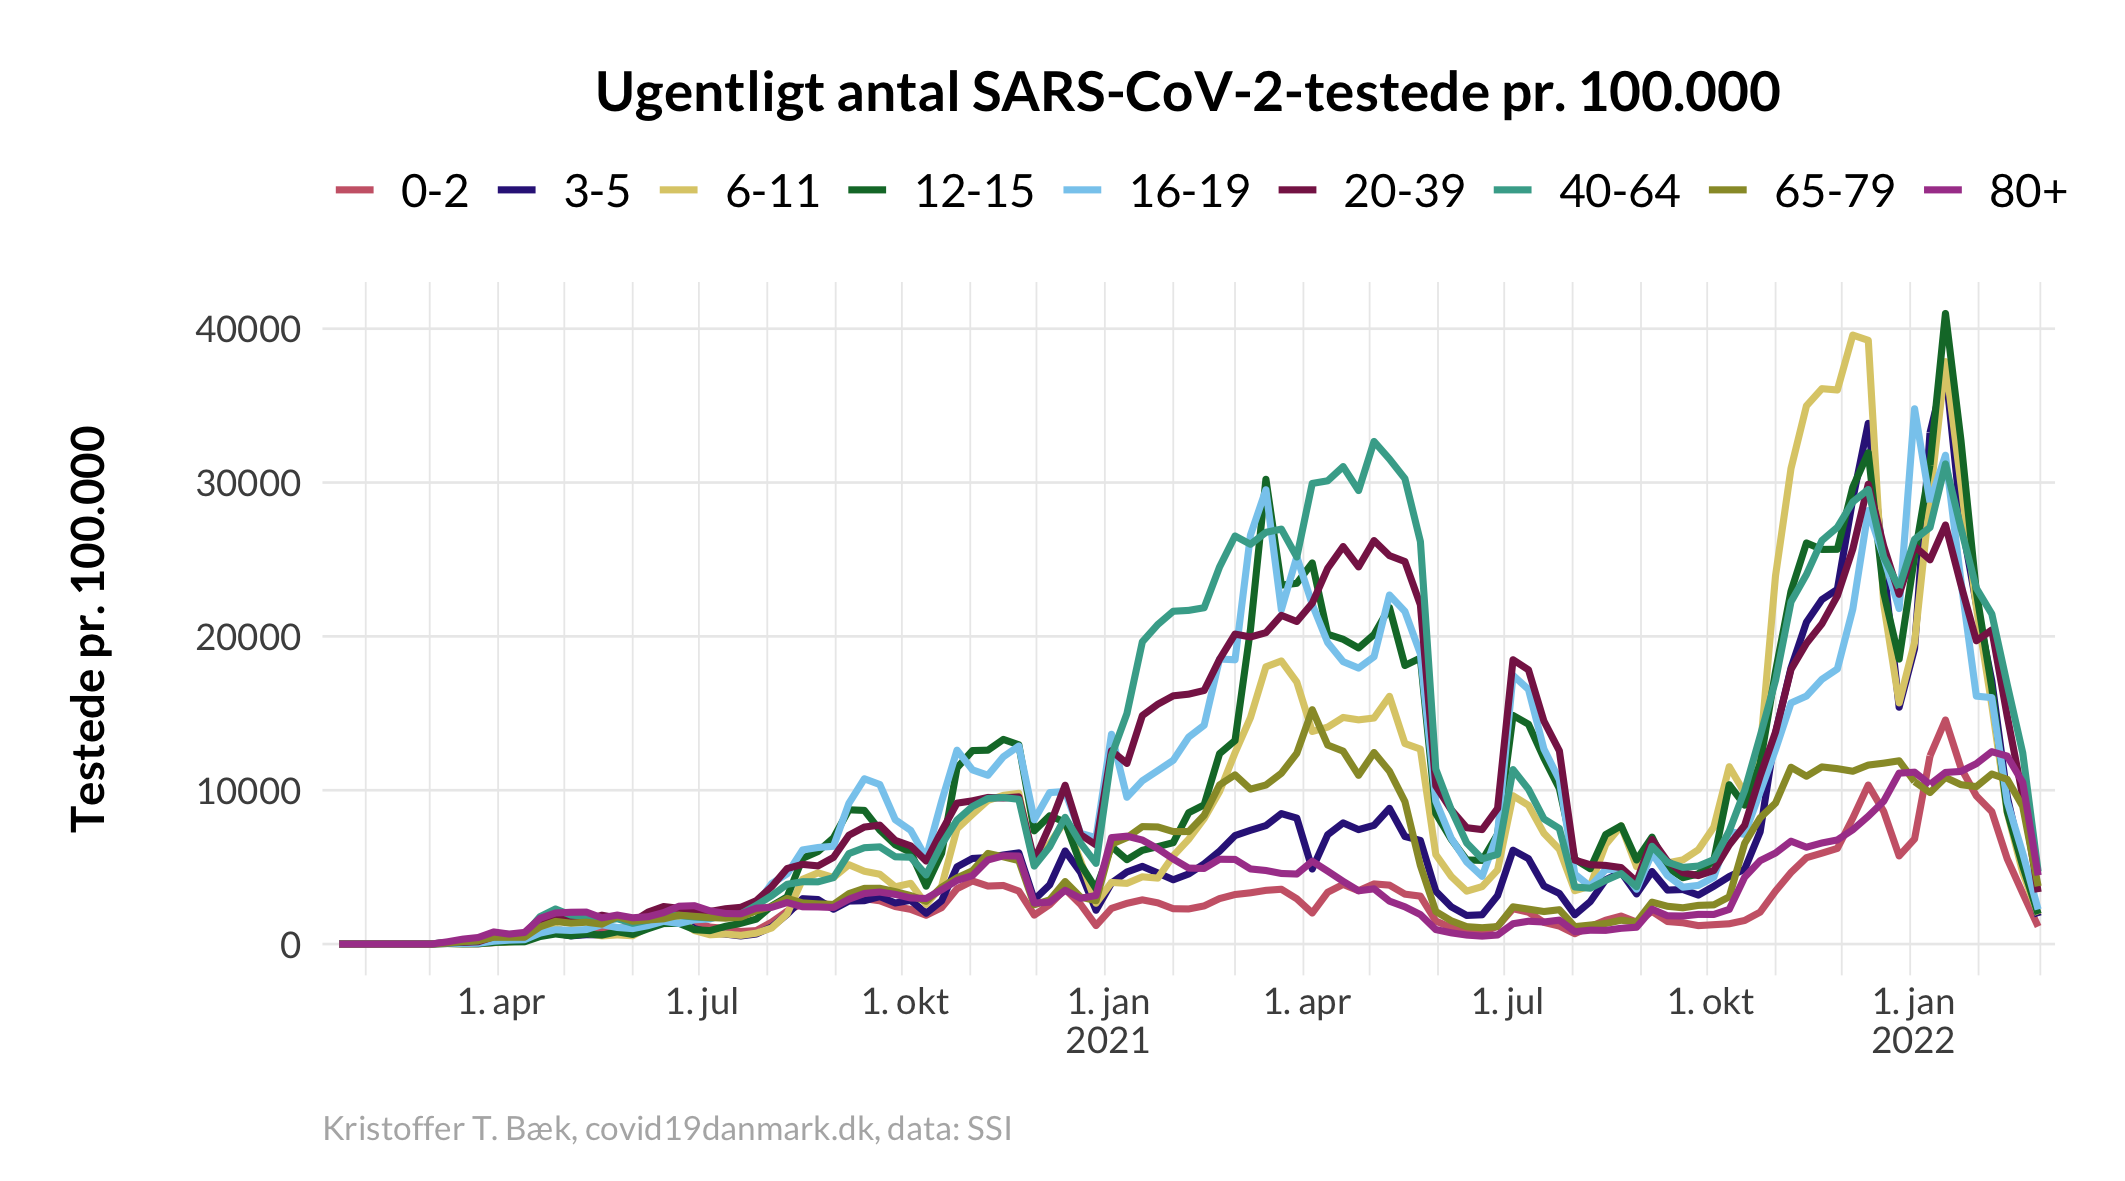 Ugentligt antal SARS-CoV-2-testede pr. 100.000
0-2 3-5 6-11 12-15 16-19 20-39 40-64 65-79 80+
Testede pr. 100.000
40000
30000
20000
10000
0
1. apr 1. jul 1. okt 1. jan 1. apr 1. jul 1. okt 1. jan
2021 2022
Kristoffer T. Bæk, covid19danmark.dk, data: SSI